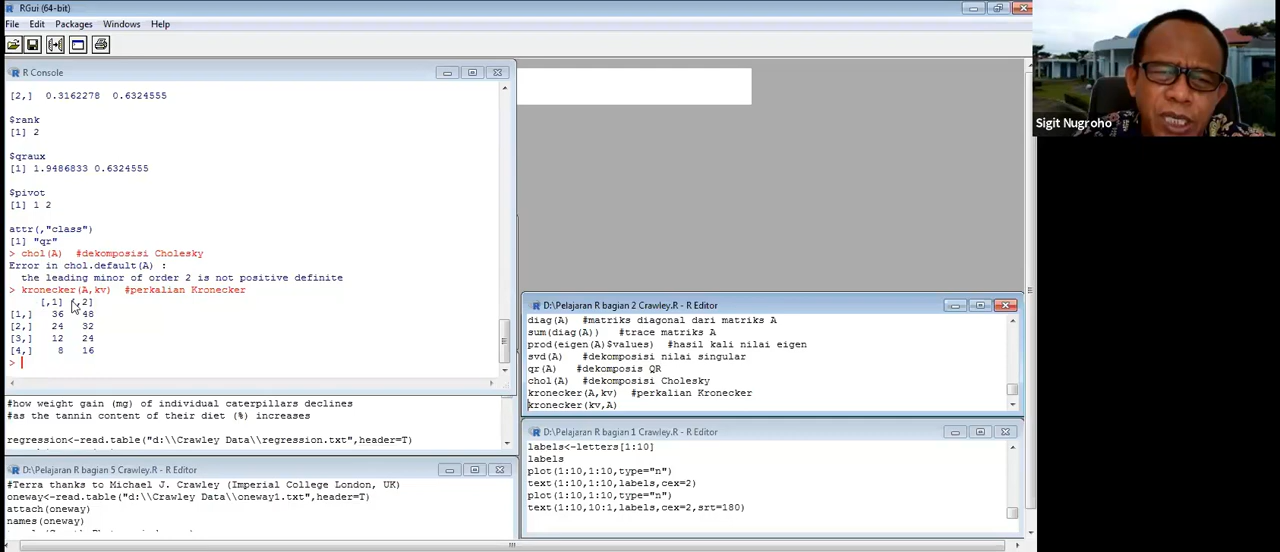 RGui (64-bit)
File Edit Packages Windows Help
R Console
[2,] 0.3162278 0.6324555
$rank
[1] 2
$qraux
[1] 1.9486833 0.6324555
$pivot
[1] 1 2
attr(,"class")
[1] "qr"
> chol(A) #dekomposisi Cholesky
Error in chol.default(A) :
the leading minor of order 2 is not positive definite
> kronecker(A,kv) #perkalian Kronecker
[,1] [,2]
[1,] 36 48
[2,] 24 32
[3,] 12 24
[4,] 8 16
>
#how weight gain (mg) of individual caterpillars declines
#as the tannin content of their diet (%) increases
regression<-read.table("d:\\Crawley Data\\regression.txt",header=T)
D:\Pelajaran R bagian 5 Crawley.R - R Editor
#Terra thanks to Michael J. Crawley (Imperial College London, UK)
oneway<-read.table("d:\\Crawley Data\\oneway1.txt",header=T)
attach(oneway)
names(oneway)
D:\Pelajaran R bagian 2 Crawley.R - R Editor
diag(A) #matriks diagonal dari matriks A
sum(diag(A)) #trace matriks A
prod(eigen(A)$values) #hasil kali nilai eigen
svd(A) #dekomposisi nilai singular
qr(A) #dekomposis QR
chol(A) #dekomposisi Cholesky
kronecker(A,kv) #perkalian Kronecker
kronecker(kv,A)
D:\Pelajaran R bagian 1 Crawley.R - R Editor
labels<-letters[1:10]
labels
plot(1:10,1:10,type="n")
text(1:10,1:10,labels,cex=2)
plot(1:10,1:10,type="n")
text(1:10,10:1,labels,cex=2,srt=180)
Sigit Nugroho